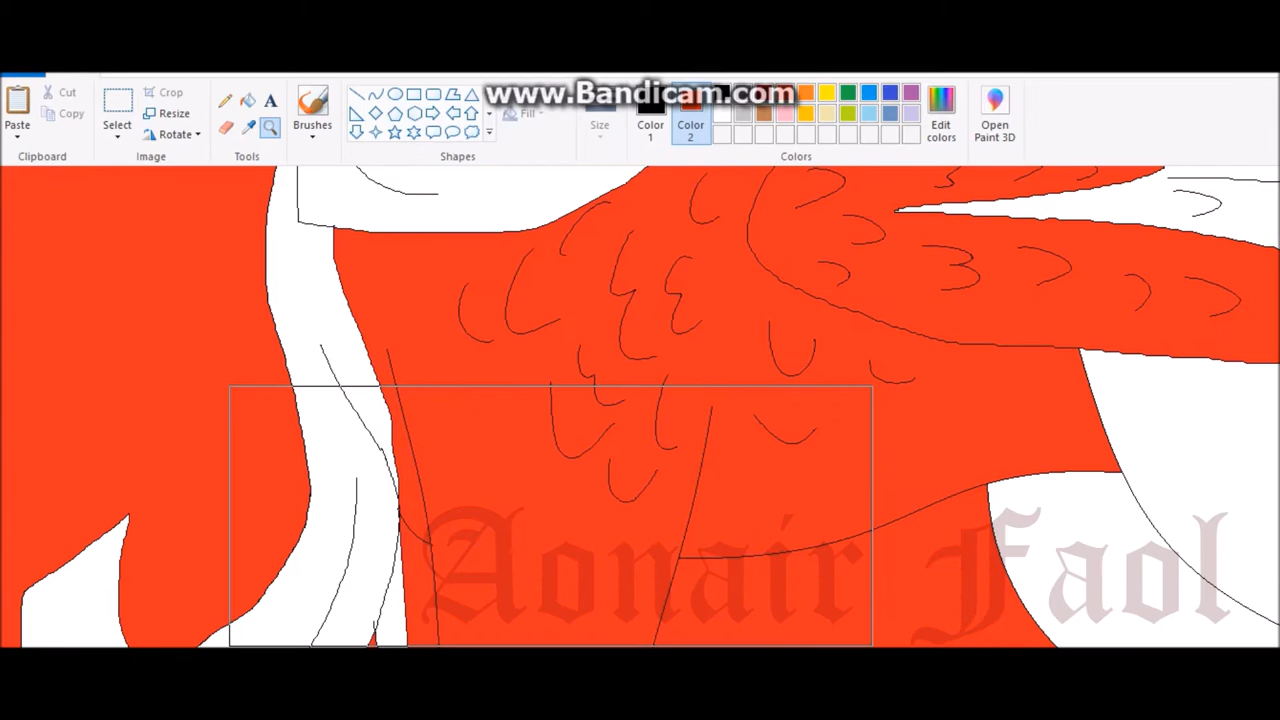 www.Bandicam.com
Cut
Copy
Paste
Clipboard
Crop
Resize
Select
Rotate
Image
Tools
Brushes
Shapes
Fill
Size
Color 1
Color 2
Colors
Edit colors
Open Paint 3D
Aonair Faol